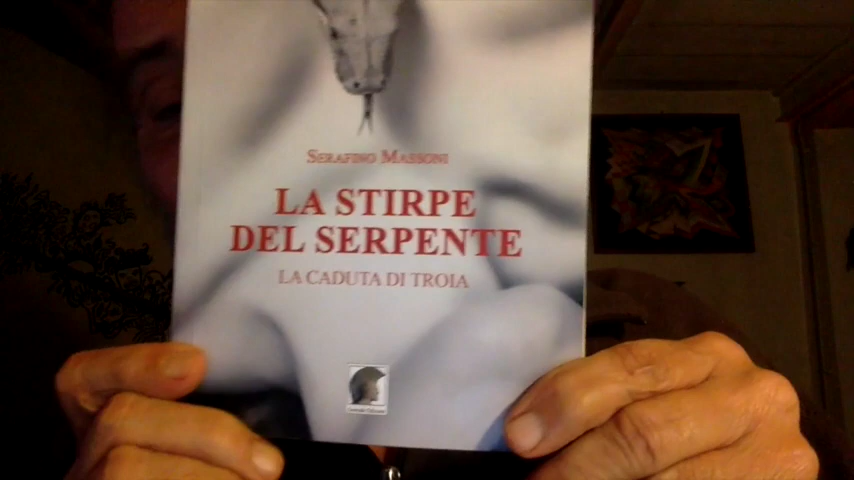 SERAFINO MASSONI
LA STIRPE
DEL SERPENTE
LA CADUTA DI TROIA